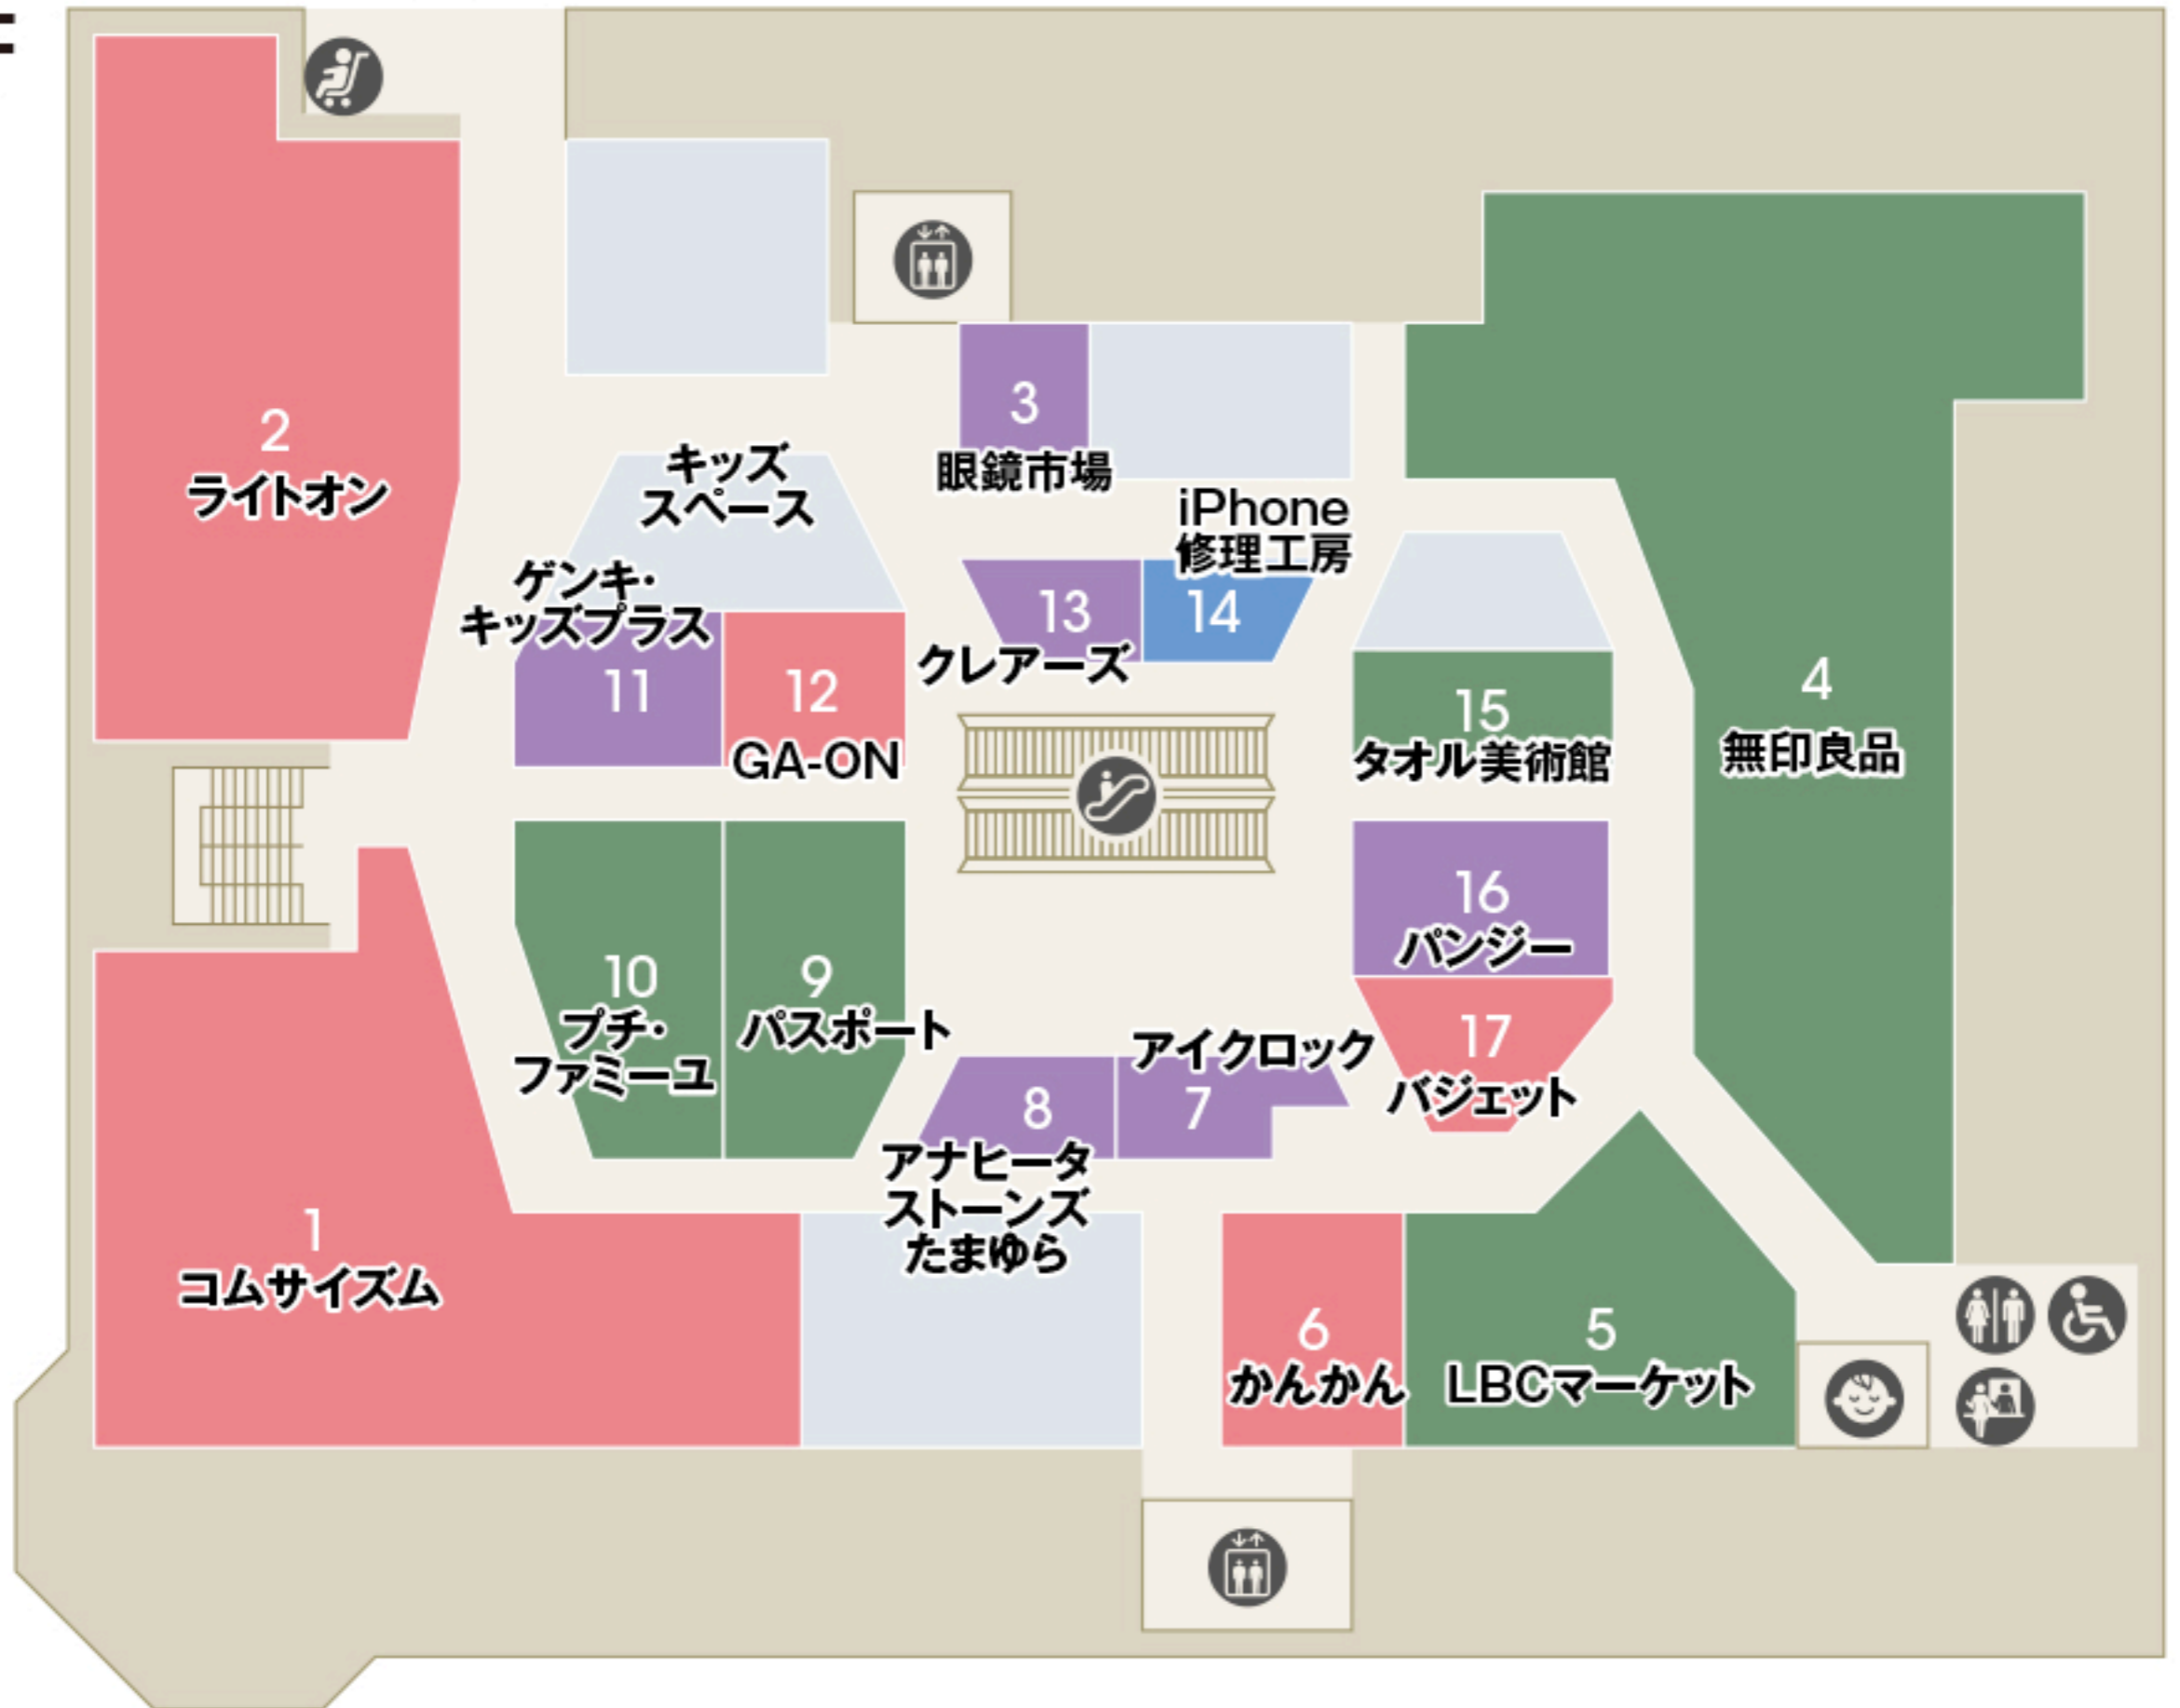 2
ライトオン
3
眼鏡市場
キッズ
スペース
iPhone
修理工房
14
ゲンキ・
キッズプラス
11
12
GA-ON
13
クレアーズ
15
タオル美術館
4
無印良品
16
パンジー
10
プチ・
ファミーユ
9
パスポート
17
バジェット
アイクロック
7
8
アナヒータ
ストーンズ
たまゆら
1
コムサイズム
6
かんかん
5
LBCマーケット